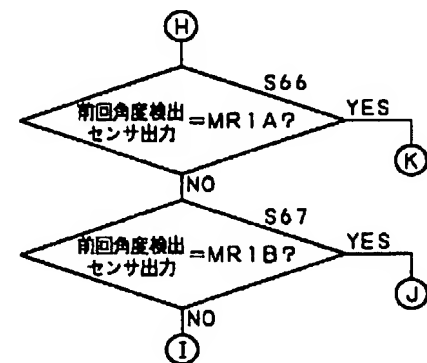 H
S66
前回角度検出
センサ出力 =MR1A?
YES
K
NO
S67
前回角度検出
センサ出力 =MR1B?
YES
J
NO
I